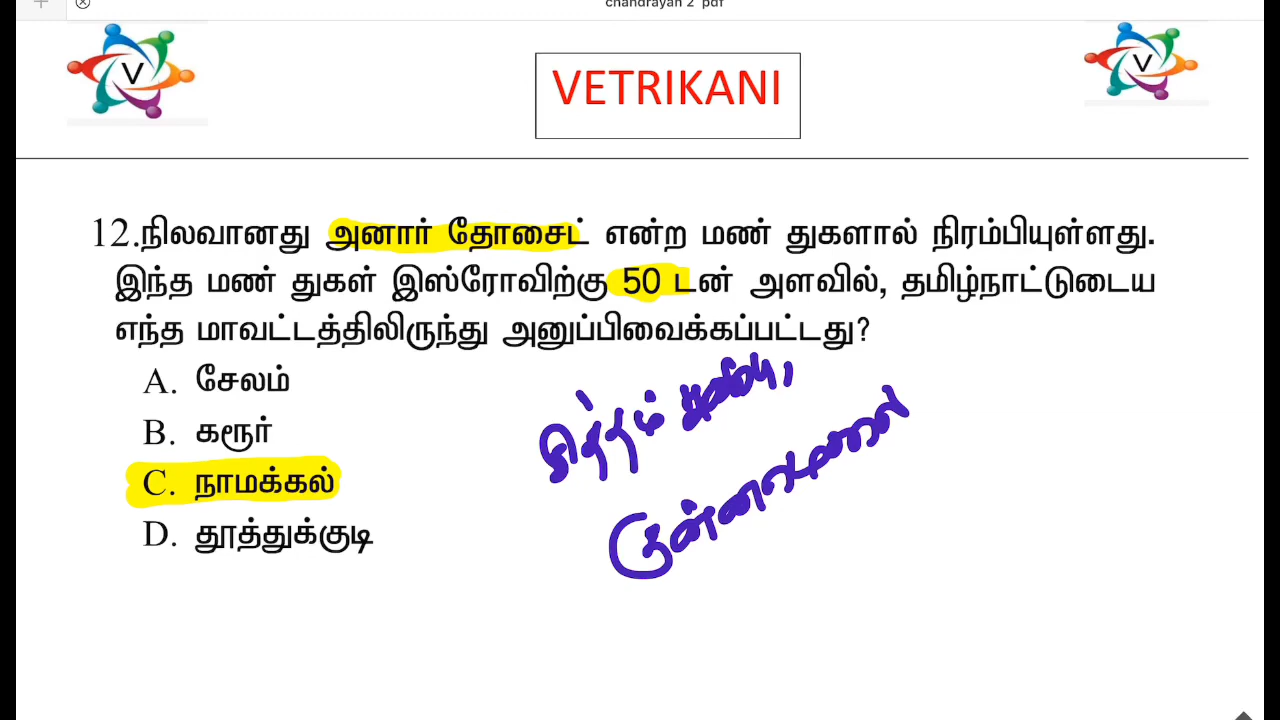 chandrayan 2 pdf
V
VETRIKANI
V
12.நிலவானது அனார் தோசைட் என்ற மண் துகளால் நிரம்பியுள்ளது.
இந்த மண் துகள் இஸ்ரோவிற்கு 50 டன் அளவில், தமிழ்நாட்டுடைய
எந்த மாவட்டத்திலிருந்து அனுப்பிவைக்கப்பட்டது?
A. சேலம்
B. கரூர்
C. நாமக்கல்
D. தூத்துக்குடி